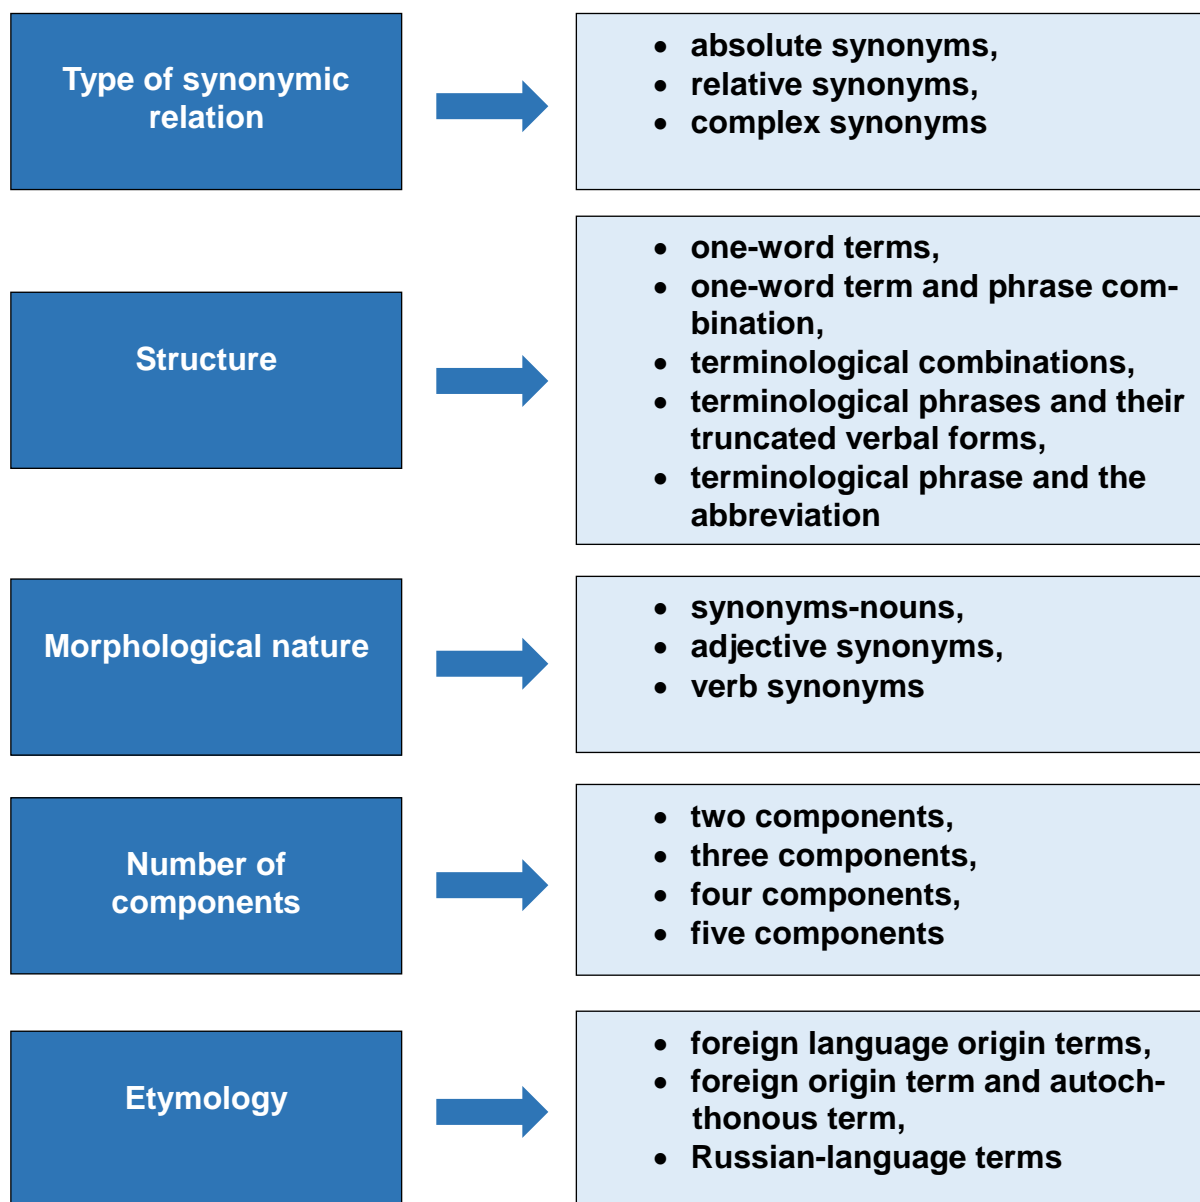 Type of synonymic
relation
• absolute synonyms,
• relative synonyms,
• complex synonyms
Structure
• one-word terms,
• one-word term and phrase com-
bination,
• terminological combinations,
• terminological phrases and their
truncated verbal forms,
• terminological phrase and the
abbreviation
Morphological nature
• synonyms-nouns,
• adjective synonyms,
• verb synonyms
Number of
components
• two components,
• three components,
• four components,
• five components
Etymology
• foreign language origin terms,
• foreign origin term and autoch-
thonous term,
• Russian-language terms